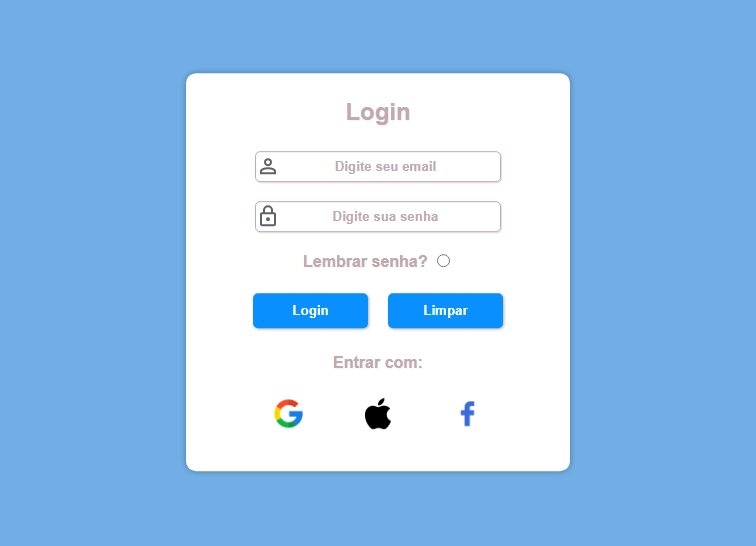 Login
Digite seu email
Digite sua senha
Lembrar senha?
Login Limpar
Entrar com: